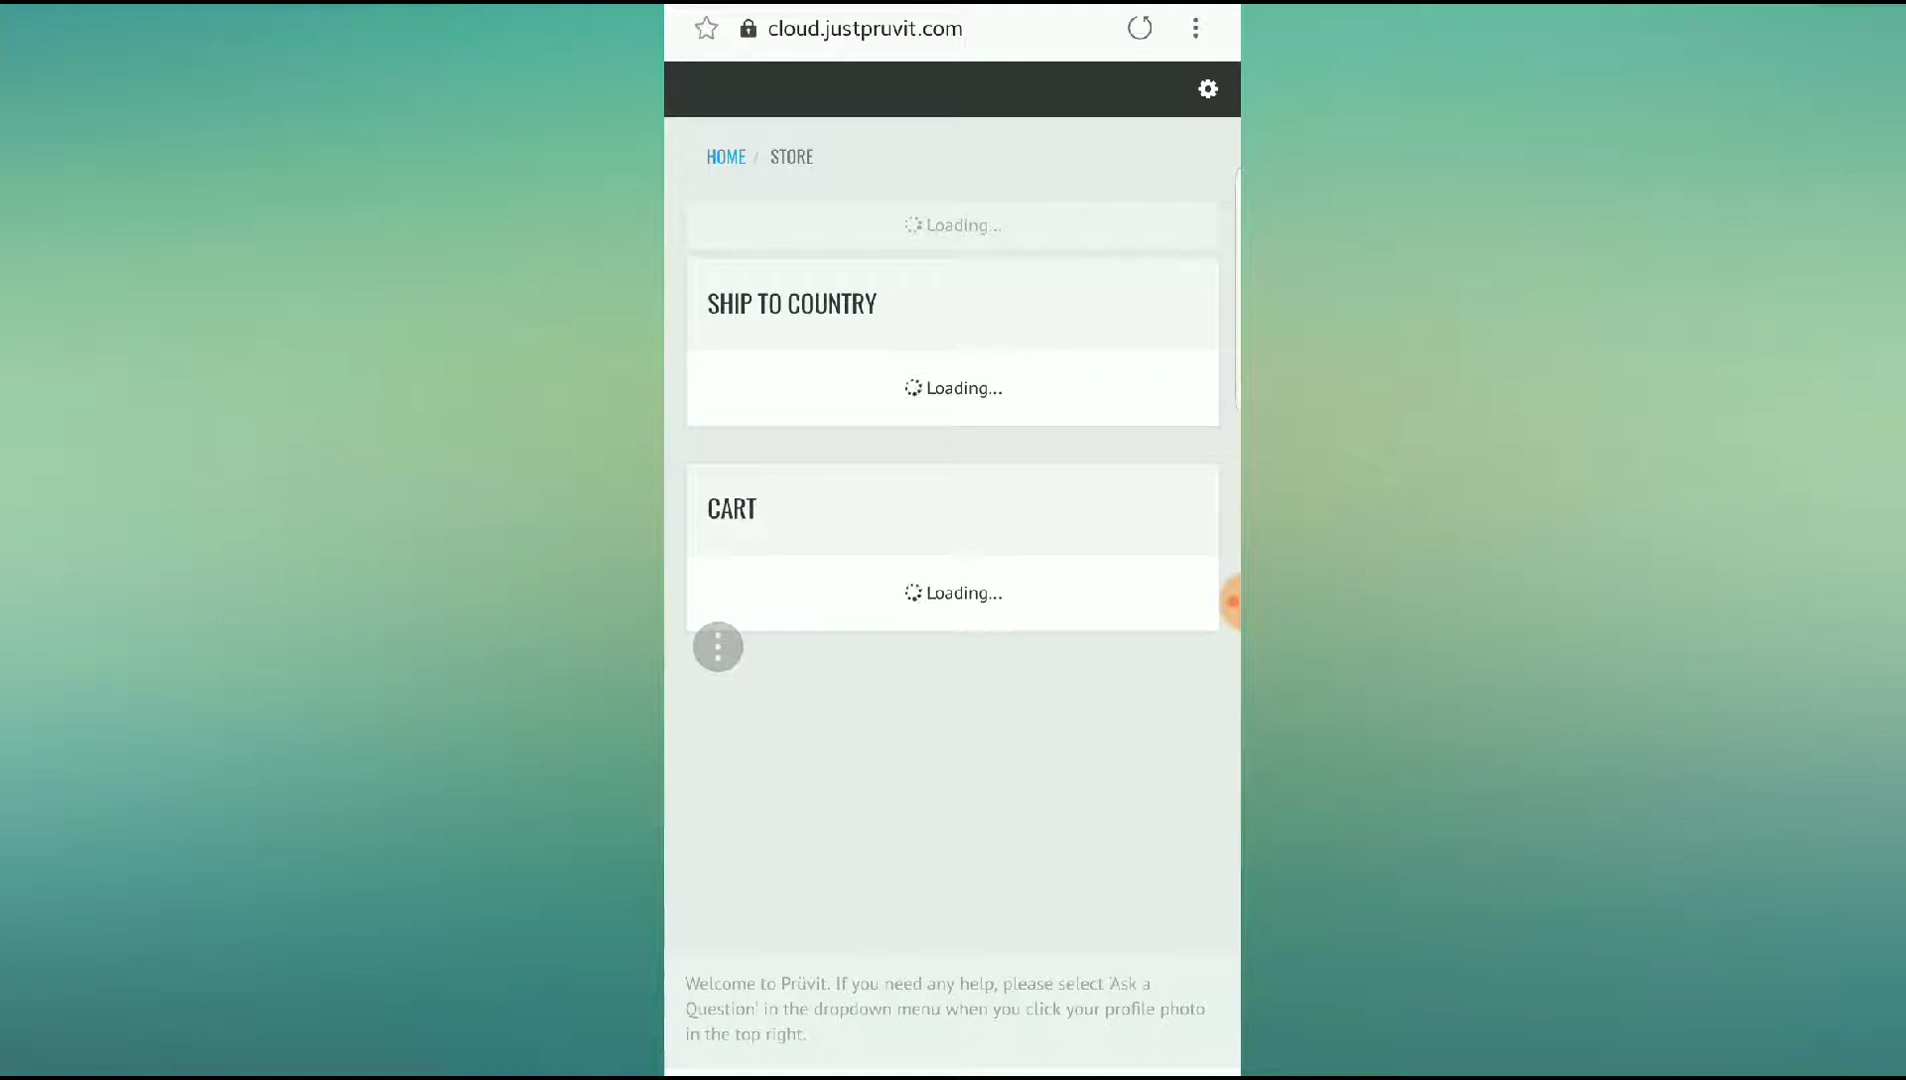 cloud.justpruvit.com
HOME / STORE
Loading...
SHIP TO COUNTRY
Loading...
CART
Loading...
Welcome to Prüvit. If you need any help, please select 'Ask a
Question' in the dropdown menu when you click your profile photo
in the top right.